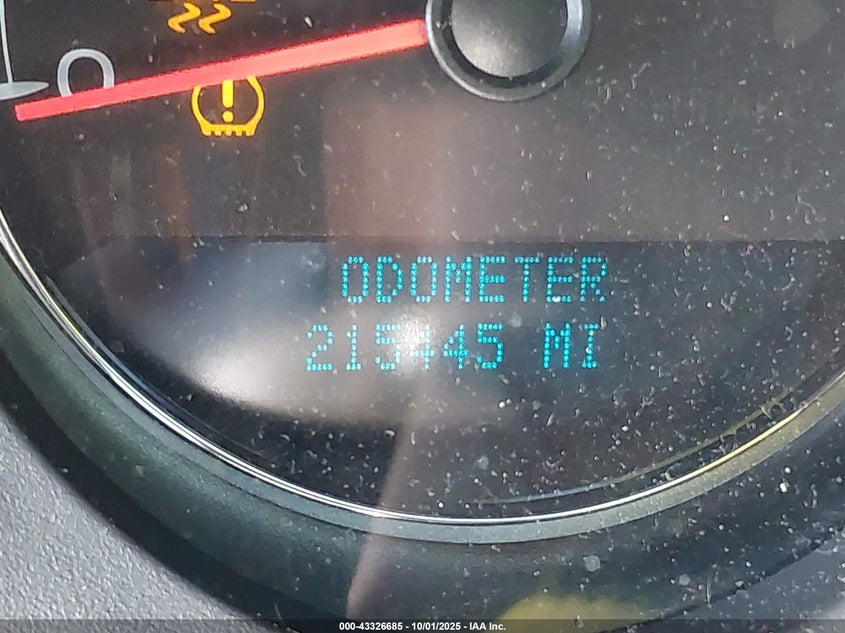 0
!
ODOMETER
215445 MI
000-43326685 - 10/01/2025 - IAA Inc.